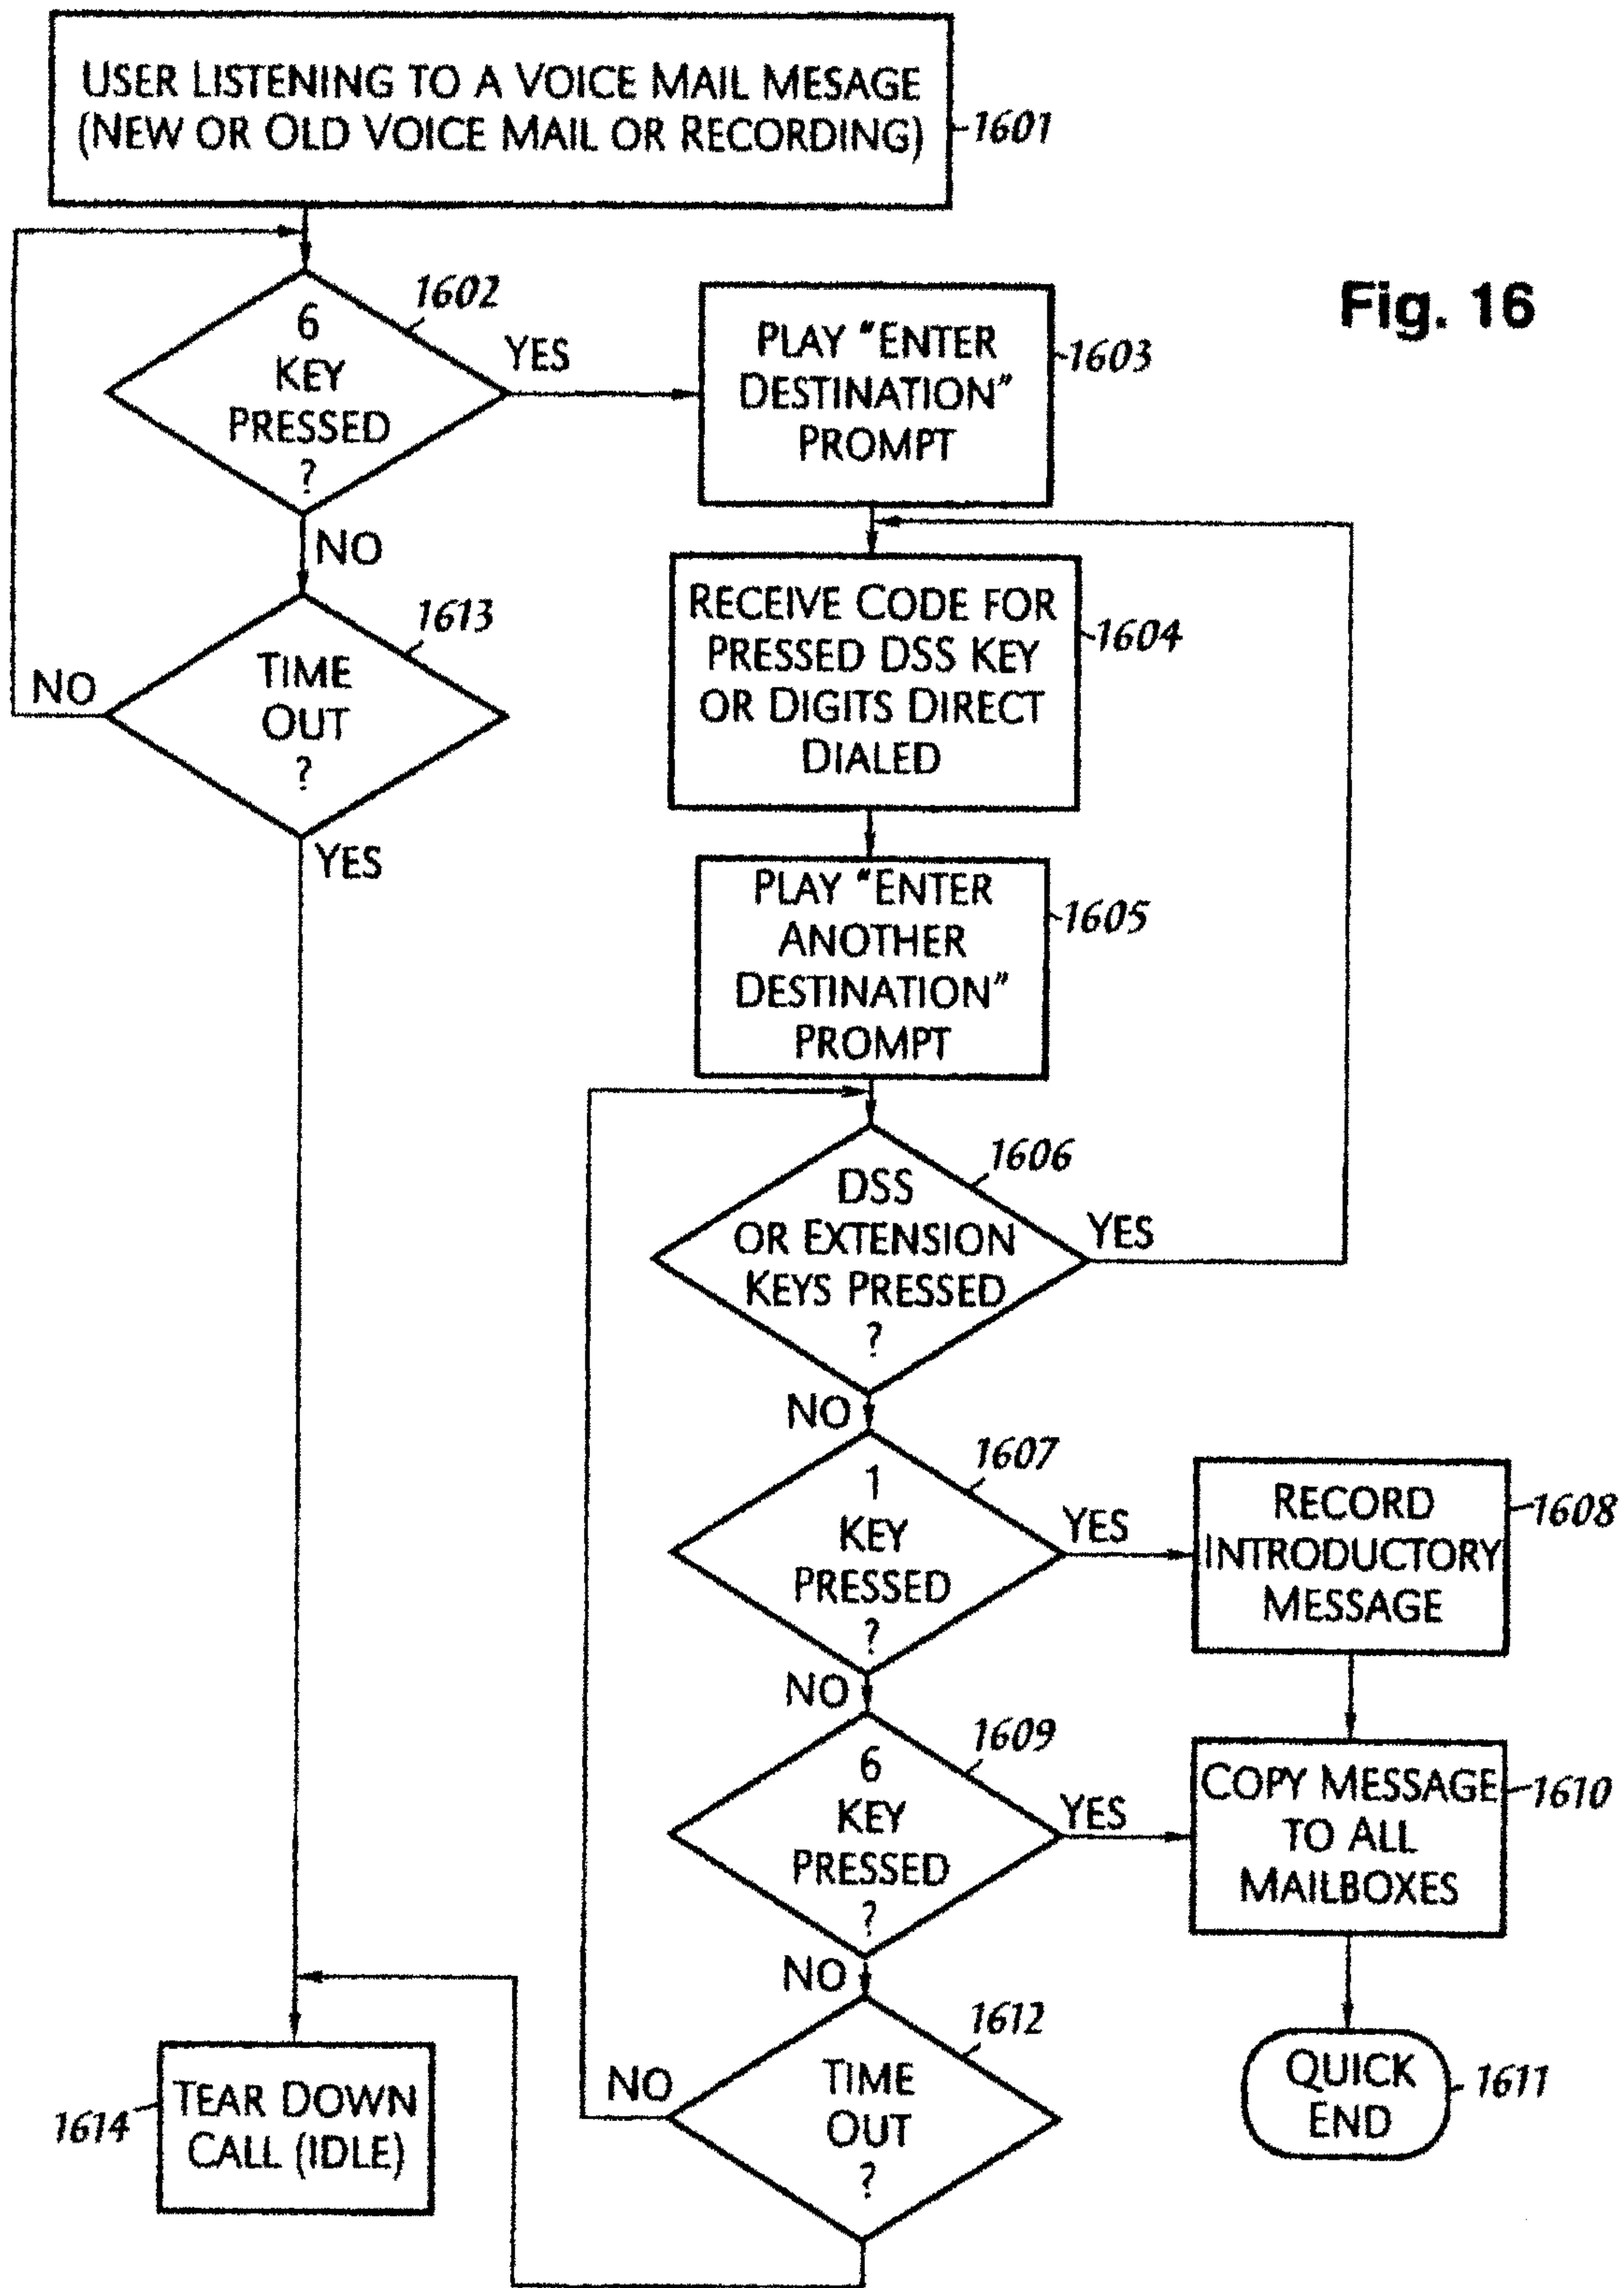 USER LISTENING TO A VOICE MAIL MESAGE
(NEW OR OLD VOICE MAIL OR RECORDING)
1601
Fig. 16
6
KEY
PRESSED
?
1602
YES
NO
PLAY "ENTER
DESTINATION"
PROMPT
1603
TIME
OUT
?
1613
NO
YES
RECEIVE CODE FOR
PRESSED DSS KEY
OR DIGITS DIRECT
DIALED
1604
PLAY "ENTER
ANOTHER
DESTINATION"
PROMPT
1605
DSS
OR EXTENSION
KEYS PRESSED
?
1606
YES
NO
1
KEY
PRESSED
?
1607
YES
NO
RECORD
INTRODUCTORY
MESSAGE
1608
6
KEY
PRESSED
?
1609
YES
NO
COPY MESSAGE
TO ALL
MAILBOXES
1610
TIME
OUT
?
1612
NO
QUICK
END
1611
TEAR DOWN
CALL (IDLE)
1614